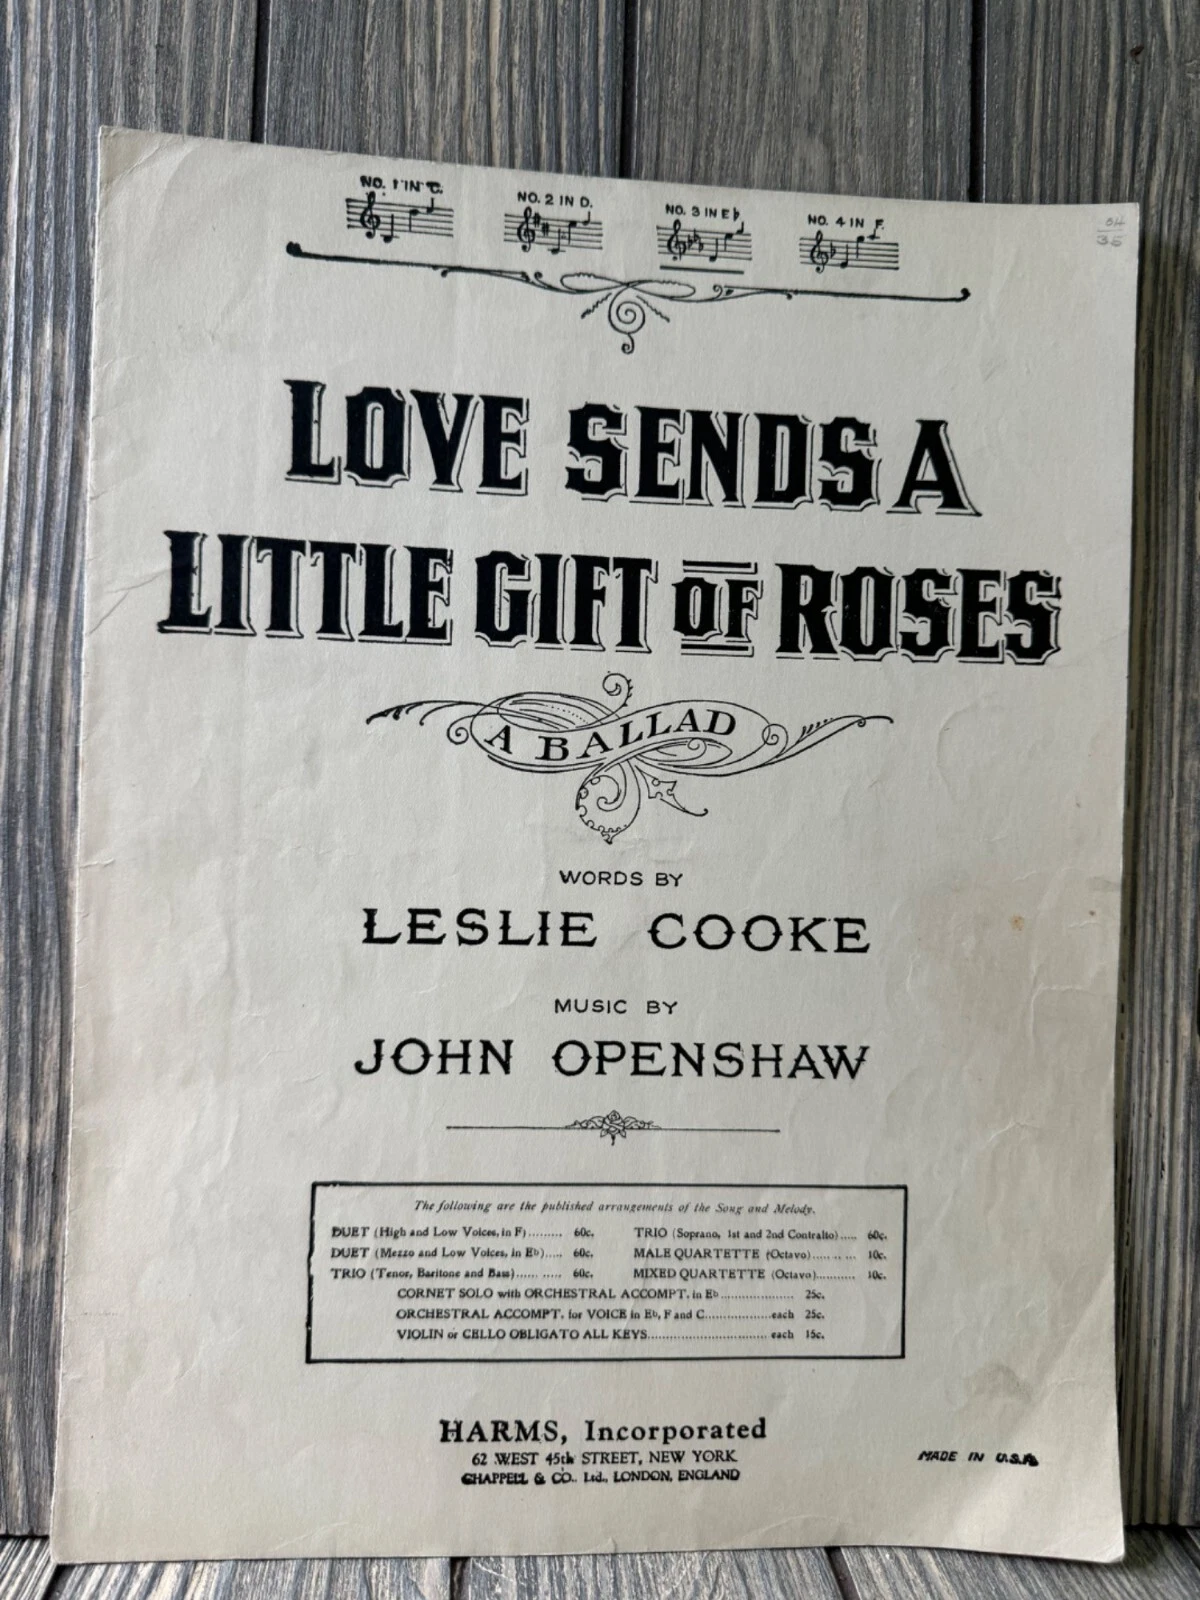 NO. 1 IN C. NO. 2 IN D. NO. 3 IN E♭ NO. 4 IN F.
35
LOVE SENDS A
LITTLE GIFT OF ROSES
A BALLAD
WORDS BY
LESLIE COOKE
MUSIC BY
JOHN OPENSHAW
The following are the published arrangements of the Song and Melody.
DUET (High and Low Voices, in F)......... 60c. TRIO (Soprano, 1st and 2nd Contralto)..... 60c.
DUET (Mezzo and Low Voices, in E♭)..... 60c. MALE QUARTETTE (Octavo)..... .. ... 10c.
TRIO (Tenor, Baritone and Bass)...... ..... 60c. MIXED QUARTETTE (Octavo)........... 10c.
CORNET SOLO with ORCHESTRAL ACCOMPT. in E♭ .................... 25c.
ORCHESTRAL ACCOMPT. for VOICE in E♭, F and C..................each 25c.
VIOLIN or CELLO OBLIGATO ALL KEYS................................ each 15c.
HARMS, Incorporated
62 WEST 45th STREET, NEW YORK
CHAPPELL & CO. Ltd., LONDON, ENGLAND
MADE IN U.S.A.